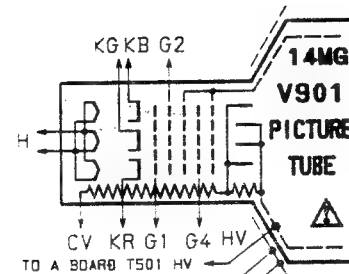 KG KB G2
14MG
V901
PICTURE
TUBE
H
CV KR G1 G4 HV
TO A BOARD T501 HV